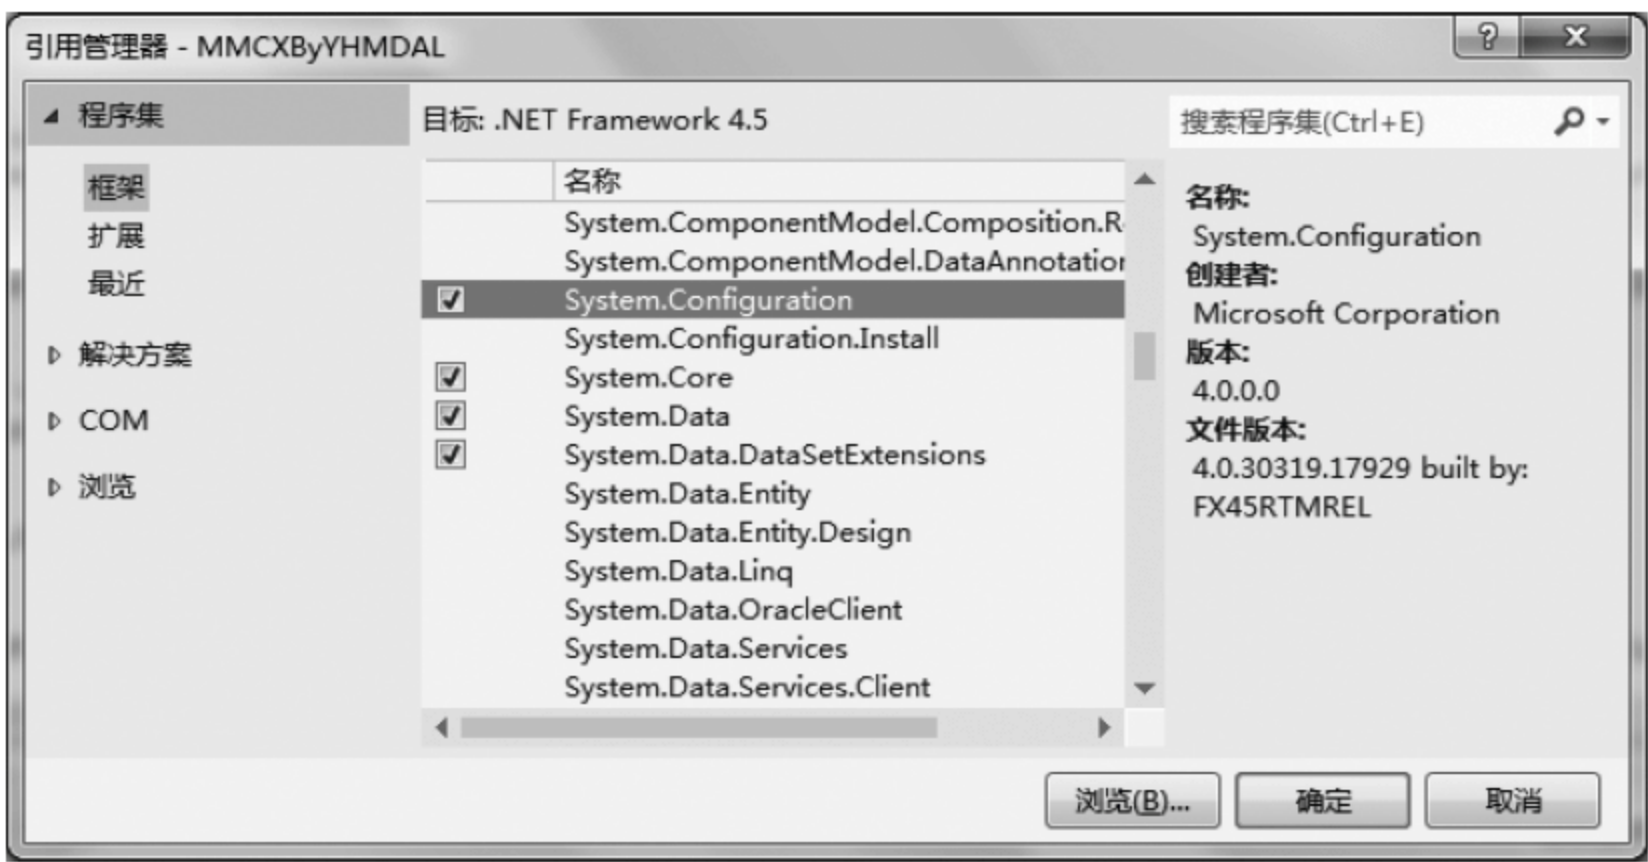 引用管理器 - MMCXByYHMDAL
程序集
框架
扩展
最近
解决方案
COM
浏览
目标: .NET Framework 4.5
名称
System.ComponentModel.Composition.R
System.ComponentModel.DataAnnotation
System.Configuration
System.Configuration.Install
System.Core
System.Data
System.Data.DataSetExtensions
System.Data.Entity
System.Data.Entity.Design
System.Data.Linq
System.Data.OracleClient
System.Data.Services
System.Data.Services.Client
搜索程序集(Ctrl+E)
名称:
System.Configuration
创建者:
Microsoft Corporation
版本:
4.0.0.0
文件版本:
4.0.30319.17929 built by:
FX45RTMREL
浏览(B)...
确定
取消